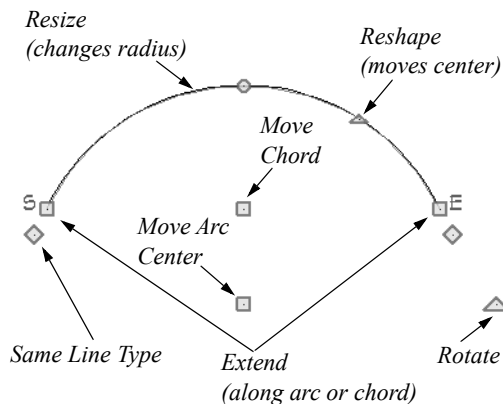 Resize
(changes radius)
Reshape
(moves center)
Move
Chord
S
E
Move Arc
Center
Same Line Type
Extend
(along arc or chord)
Rotate